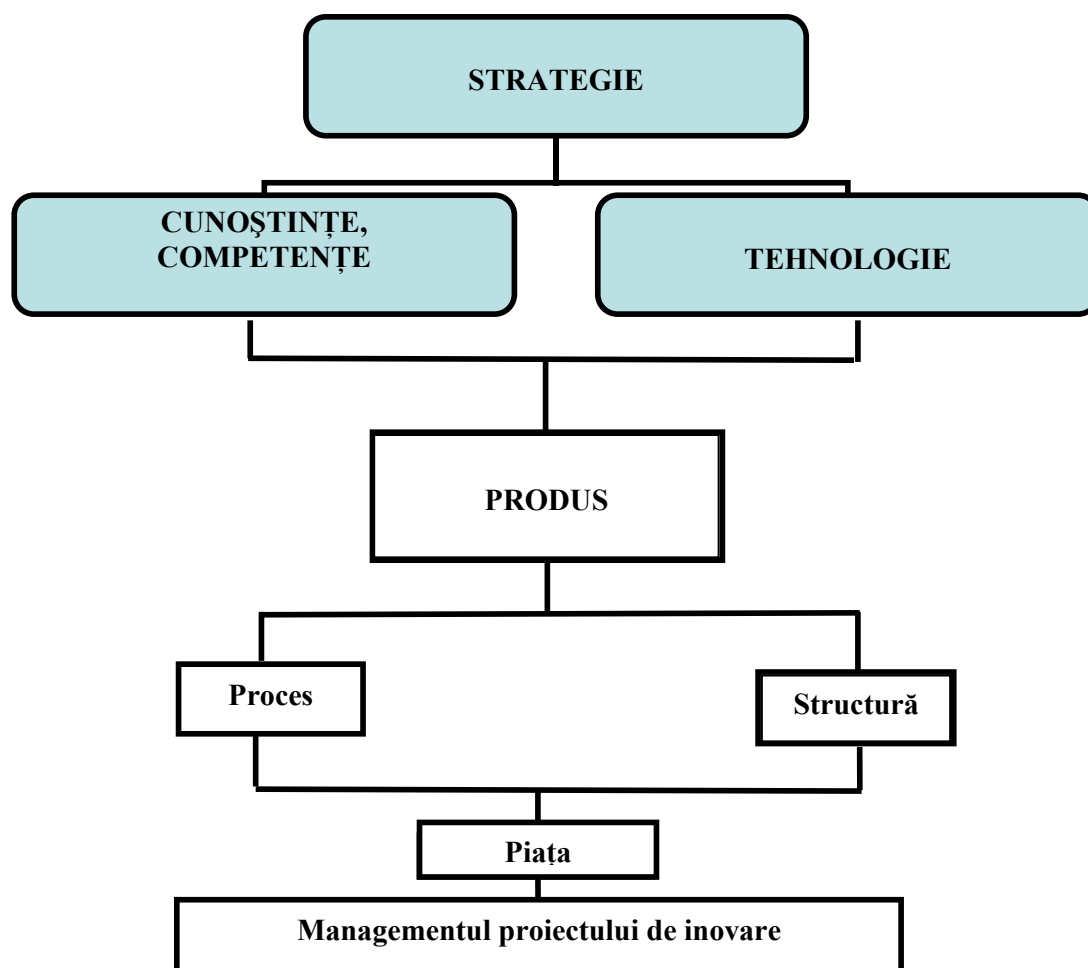 STRATEGIE
CUNOŞTINȚE,
COMPETENȚE
TEHNOLOGIE
PRODUS
Proces
Structură
Piața
Managementul proiectului de inovare